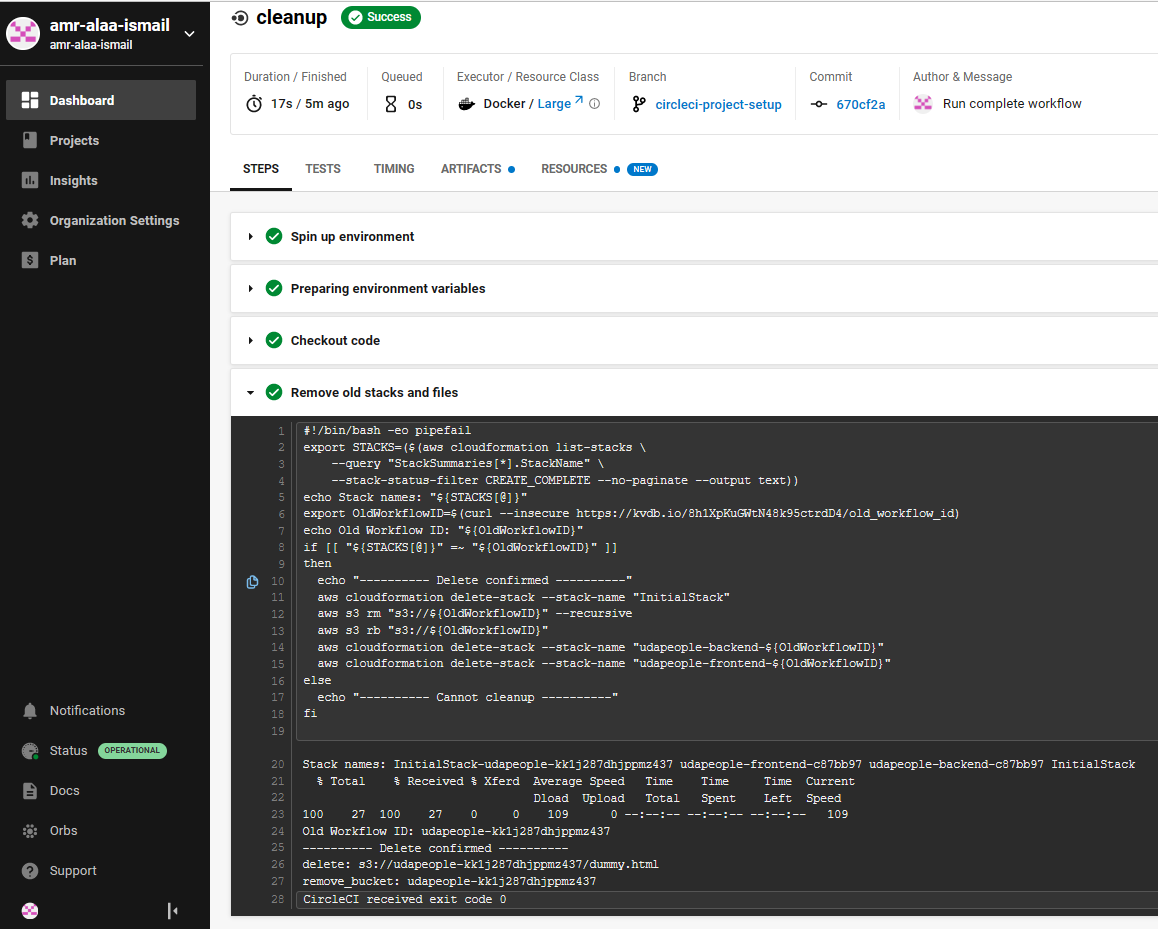 amr-alaa-ismail
amr-alaa-ismail
Dashboard
Projects
Insights
Organization Settings
Plan
Notifications
Status OPERATIONAL
Docs
Orbs
Support
cleanup Success
Duration / Finished
17s / 5m ago
Queued
0s
Executor / Resource Class
Docker / Large
Branch
circleci-project-setup
Commit
670cf2a
Author & Message
Run complete workflow
STEPS TESTS TIMING ARTIFACTS RESOURCES NEW
Spin up environment
Preparing environment variables
Checkout code
Remove old stacks and files
1 #!/bin/bash -eo pipefail
2 export STACKS=($(aws cloudformation list-stacks \
3 --query "StackSummaries[*].StackName" \
4 --stack-status-filter CREATE_COMPLETE --no-paginate --output text))
5 echo Stack names: "${STACKS[@]}"
6 export OldWorkflowID=$(curl --insecure https://kvdb.io/8h1XpKuGWtN48k95ctrdD4/old_workflow_id)
7 echo Old Workflow ID: "${OldWorkflowID}"
8 if [[ "${STACKS[@]}" =~ "${OldWorkflowID}" ]]
9 then
10 echo "---------- Delete confirmed ----------"
11 aws cloudformation delete-stack --stack-name "InitialStack"
12 aws s3 rm "s3://${OldWorkflowID}" --recursive
13 aws s3 rb "s3://${OldWorkflowID}"
14 aws cloudformation delete-stack --stack-name "udapeople-backend-${OldWorkflowID}"
15 aws cloudformation delete-stack --stack-name "udapeople-frontend-${OldWorkflowID}"
16 else
17 echo "---------- Cannot cleanup ----------"
18 fi
19
20 Stack names: InitialStack-udapeople-kk1j287dhjppmz437 udapeople-frontend-c87bb97 udapeople-backend-c87bb97 InitialStack
21 % Total % Received % Xferd Average Speed Time Time Time Current
22 Dload Upload Total Spent Left Speed
23 100 27 100 27 0 0 109 0 --:--:-- --:--:-- --:--:-- 109
24 Old Workflow ID: udapeople-kk1j287dhjppmz437
25 ---------- Delete confirmed ----------
26 delete: s3://udapeople-kk1j287dhjppmz437/dummy.html
27 remove_bucket: udapeople-kk1j287dhjppmz437
28 CircleCI received exit code 0